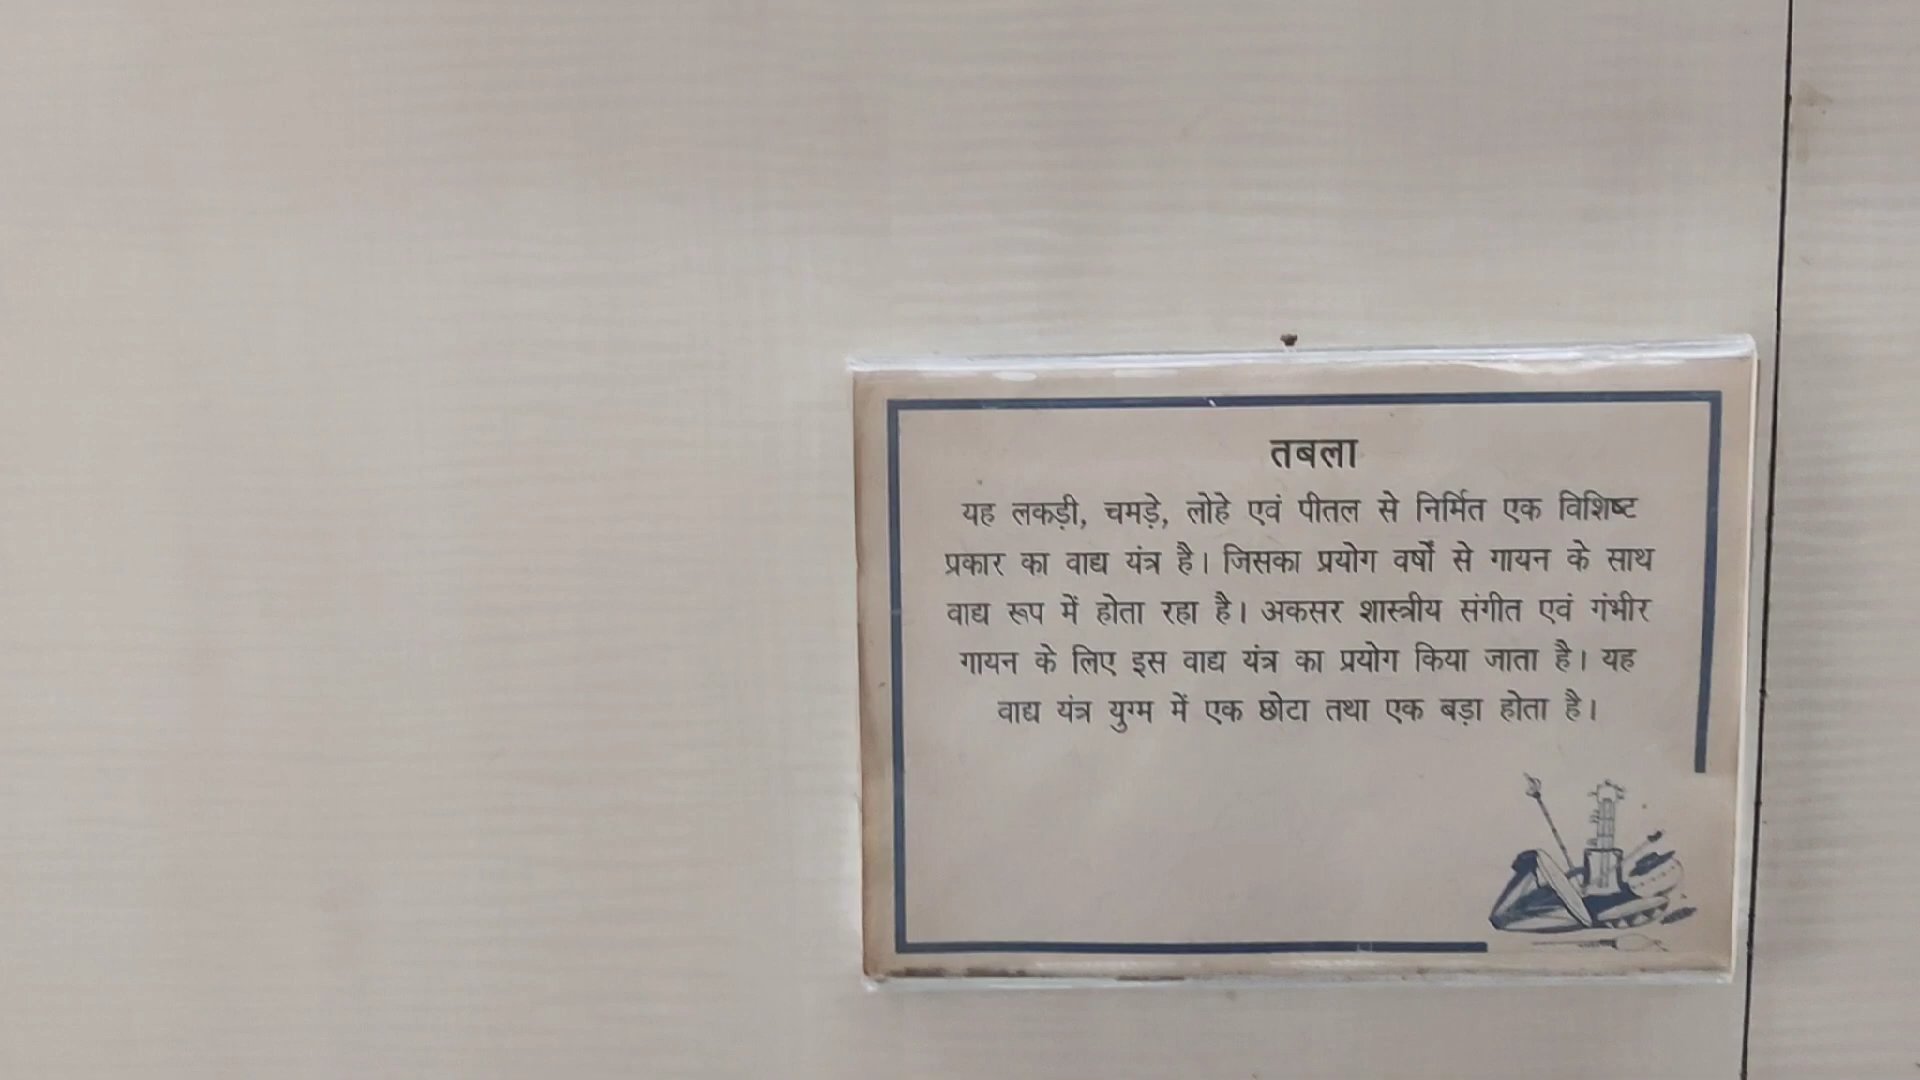 तबला
यह लकड़ी, चमड़े, लोहे एवं पीतल से निर्मित एक विशिष्ट
प्रकार का वाद्य यंत्र है। जिसका प्रयोग वर्षों से गायन के साथ
वाद्य रूप में होता रहा है। अकसर शास्त्रीय संगीत एवं गंभीर
गायन के लिए इस वाद्य यंत्र का प्रयोग किया जाता है। यह
वाद्य यंत्र युग्म में एक छोटा तथा एक बड़ा होता है।